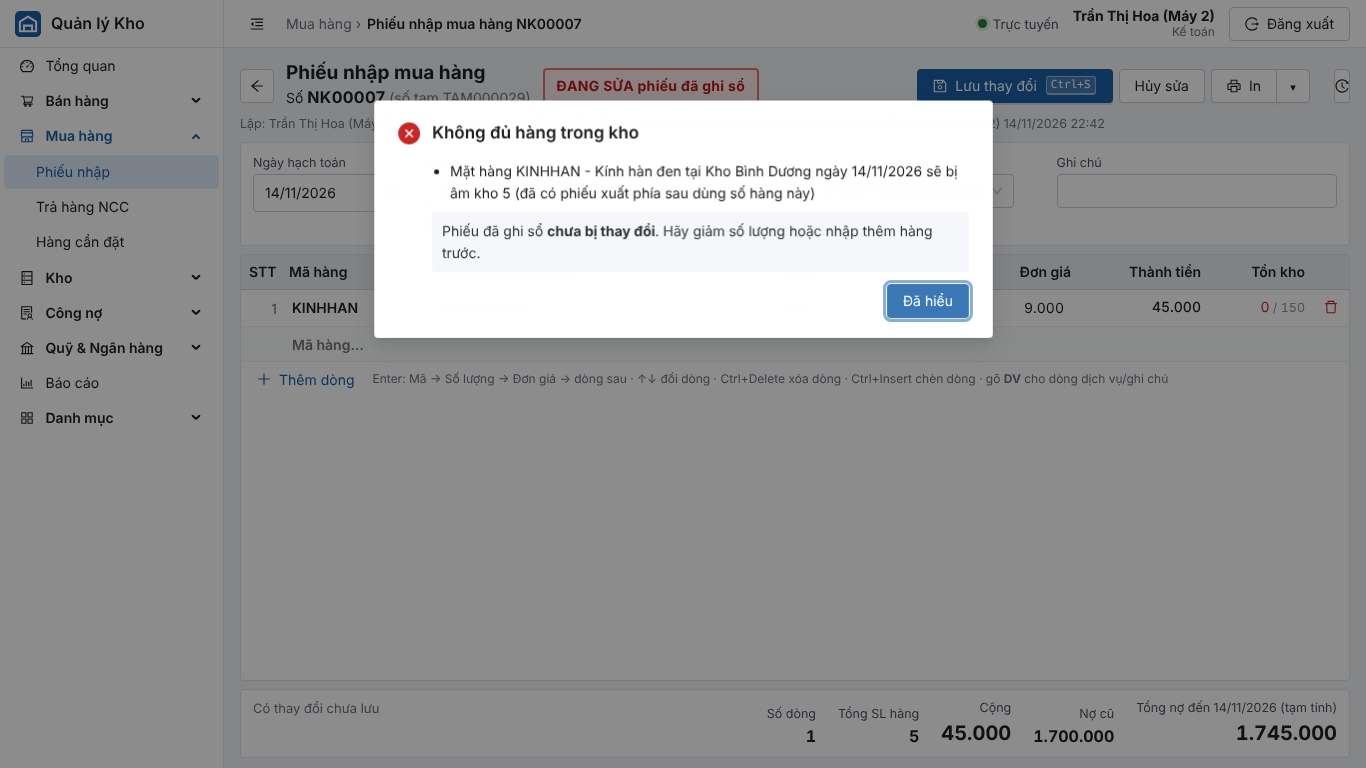 Quản lý Kho
Mua hàng › Phiếu nhập mua hàng NK00007
Trực tuyến
Trần Thị Hoa (Máy 2)
Kế toán
Đăng xuất
Tổng quan
Bán hàng
Mua hàng
Phiếu nhập
Trả hàng NCC
Hàng cần đặt
Kho
Công nợ
Quỹ & Ngân hàng
Báo cáo
Danh mục
Phiếu nhập mua hàng
Số NK00007 (số tạm TAM000029)
ĐANG SỬA phiếu đã ghi sổ
Lưu thay đổi Ctrl+S
Hủy sửa
In
Lập: Trần Thị Hoa (Máy
2) 14/11/2026 22:42
Ngày hạch toán
14/11/2026
Ghi chú
Không đủ hàng trong kho
• Mặt hàng KINHHAN - Kính hàn đen tại Kho Bình Dương ngày 14/11/2026 sẽ bị
âm kho 5 (đã có phiếu xuất phía sau dùng số hàng này)
Phiếu đã ghi sổ chưa bị thay đổi. Hãy giảm số lượng hoặc nhập thêm hàng
trước.
Đã hiểu
STT Mã hàng Đơn giá Thành tiền Tồn kho
1 KINHHAN 9.000 45.000 0 / 150
Mã hàng...
Thêm dòng
Enter: Mã → Số lượng → Đơn giá → dòng sau · ↑↓ đổi dòng · Ctrl+Delete xóa dòng · Ctrl+Insert chèn dòng · gõ DV cho dòng dịch vụ/ghi chú
Có thay đổi chưa lưu
Số dòng
1
Tổng SL hàng
5
Cộng
45.000
Nợ cũ
1.700.000
Tổng nợ đến 14/11/2026 (tạm tính)
1.745.000